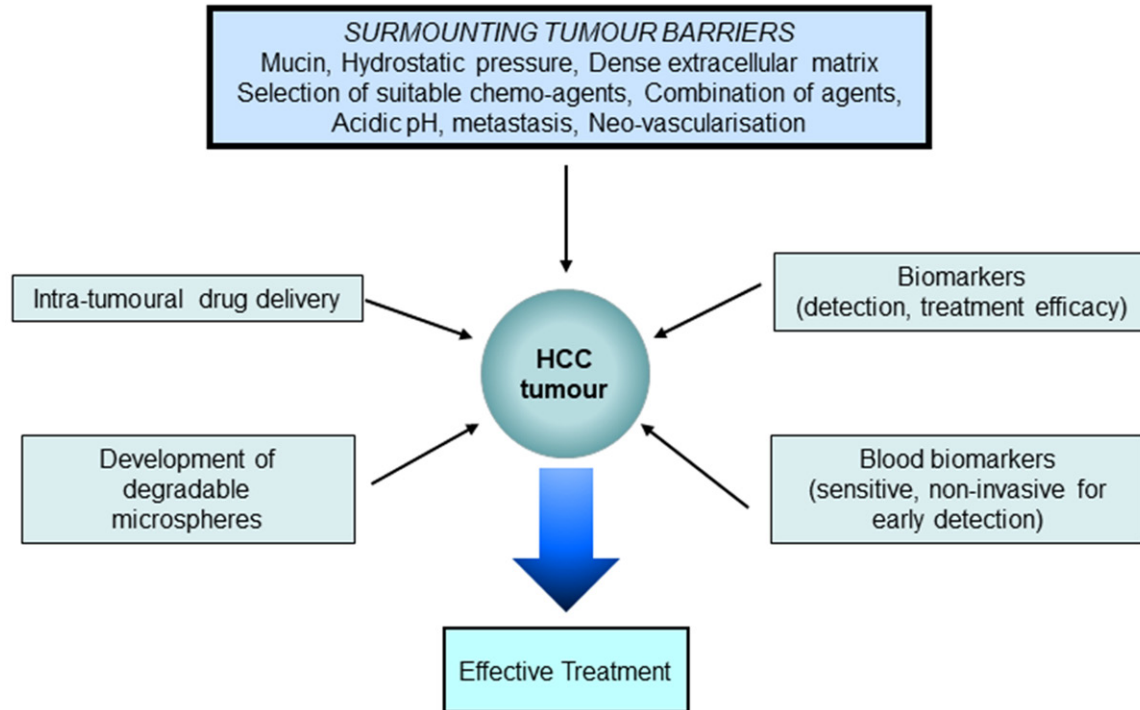 SURMOUNTING TUMOUR BARRIERS
Mucin, Hydrostatic pressure, Dense extracellular matrix
Selection of suitable chemo-agents, Combination of agents,
Acidic pH, metastasis, Neo-vascularisation
Intra-tumoural drug delivery
Biomarkers
(detection, treatment efficacy)
HCC
tumour
Development of
degradable
microspheres
Blood biomarkers
(sensitive, non-invasive for
early detection)
Effective Treatment